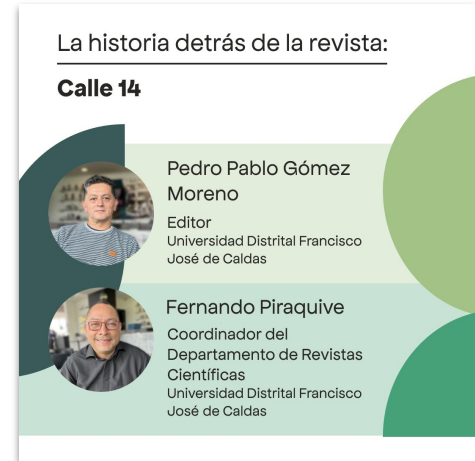 La historia detrás de la revista:
Calle 14
Pedro Pablo Gómez
Moreno
Editor
Universidad Distrital Francisco
José de Caldas
Fernando Piraquive
Coordinador del
Departamento de Revistas
Científicas
Universidad Distrital Francisco
José de Caldas